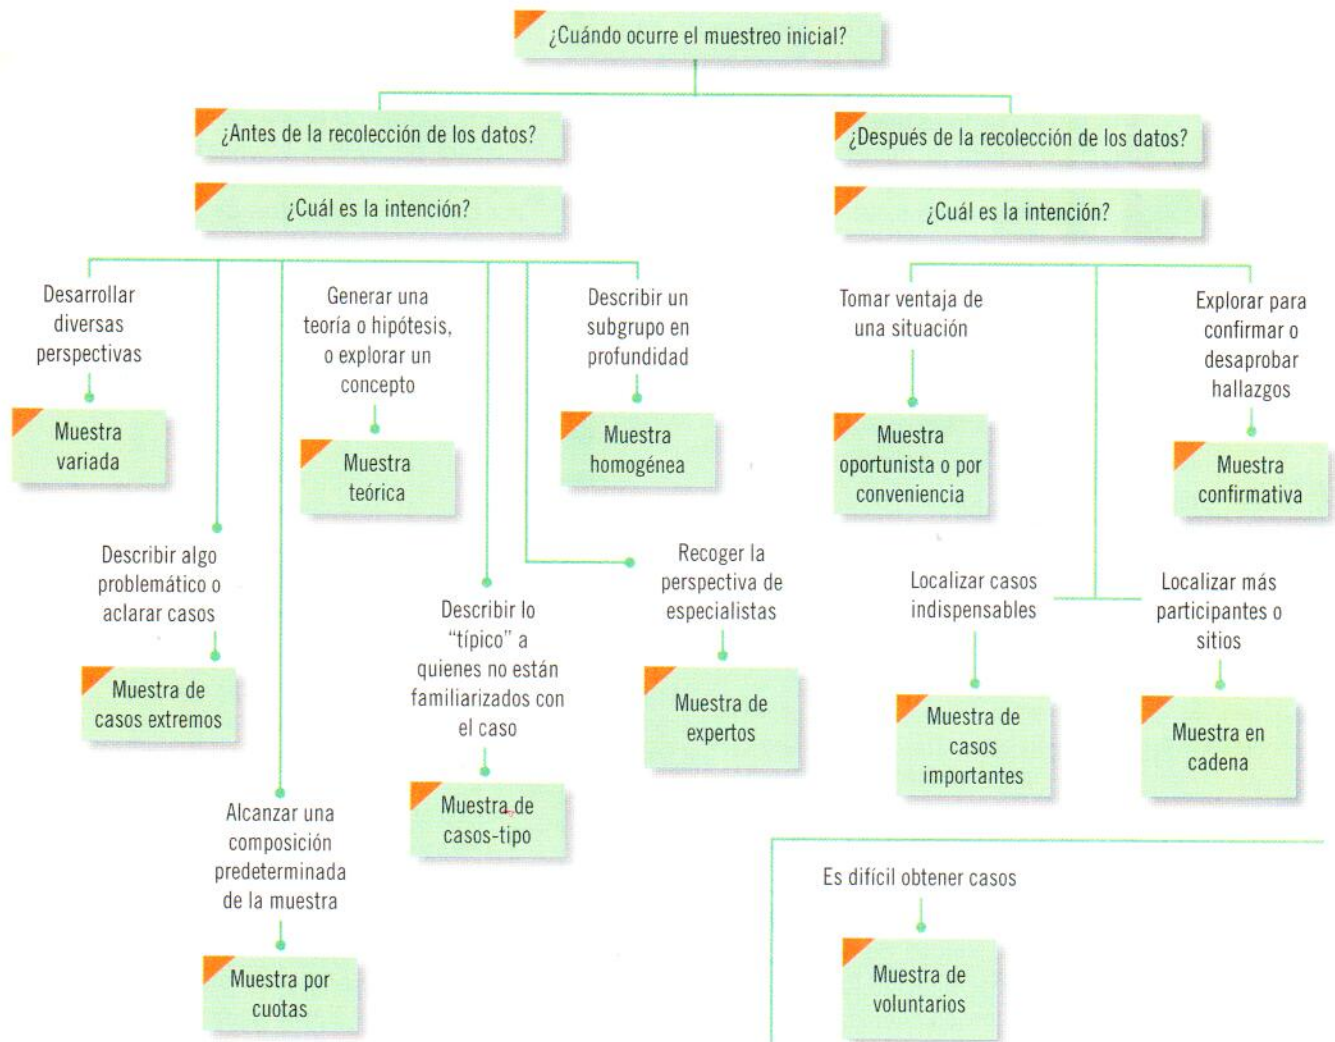 ¿Cuándo ocurre el muestreo inicial?
¿Antes de la recolección de los datos?
¿Cuál es la intención?
Desarrollar
diversas
perspectivas
Muestra
variada
Generar una
teoría o hipótesis,
o explorar un
concepto
Muestra
teórica
Describir un
subgrupo en
profundidad
Muestra
homogénea
Describir algo
problemático o
aclarar casos
Muestra de
casos extremos
Alcanzar una
composición
predeterminada
de la muestra
Muestra por
cuotas
Describir lo
"típico" a
quienes no están
familiarizados con
el caso
Muestra de
casos-tipo
Recoger la
perspectiva de
especialistas
Muestra de
expertos
¿Después de la recolección de los datos?
¿Cuál es la intención?
Tomar ventaja de
una situación
Muestra
oportunista o por
conveniencia
Explorar para
confirmar o
desaprobar
hallazgos
Muestra
confirmativa
Localizar casos
indispensables
Muestra de
casos
importantes
Localizar más
participantes o
sitios
Muestra en
cadena
Es difícil obtener casos
Muestra de
voluntarios